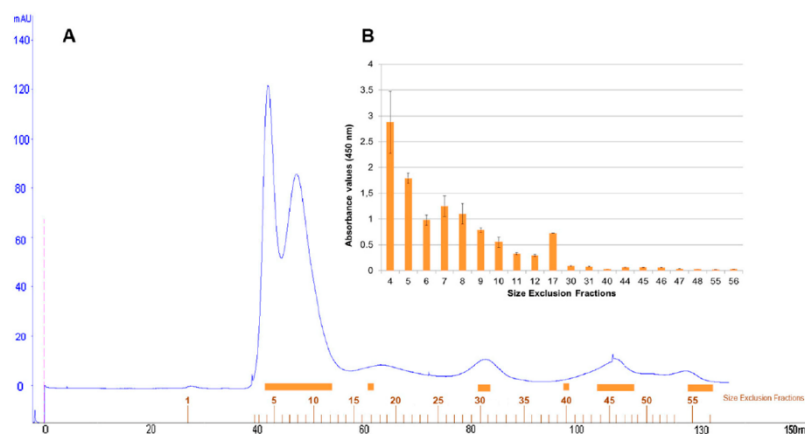 mAU
A
B
140
120
100
80
60
40
20
0
4
3.5
3
2.5
2
1,5
1
0.5
0
Absorbance values (450 nm)
4 5 6 7 8 9 10 11 12 17 30 31 40 44 45 46 47 48 55 56
Size Exclusion Fractions
1 5 10 15 20 25 30 35 40 45 50 55 Size Exclusion Fractions
0 20 40 60 80 100 130